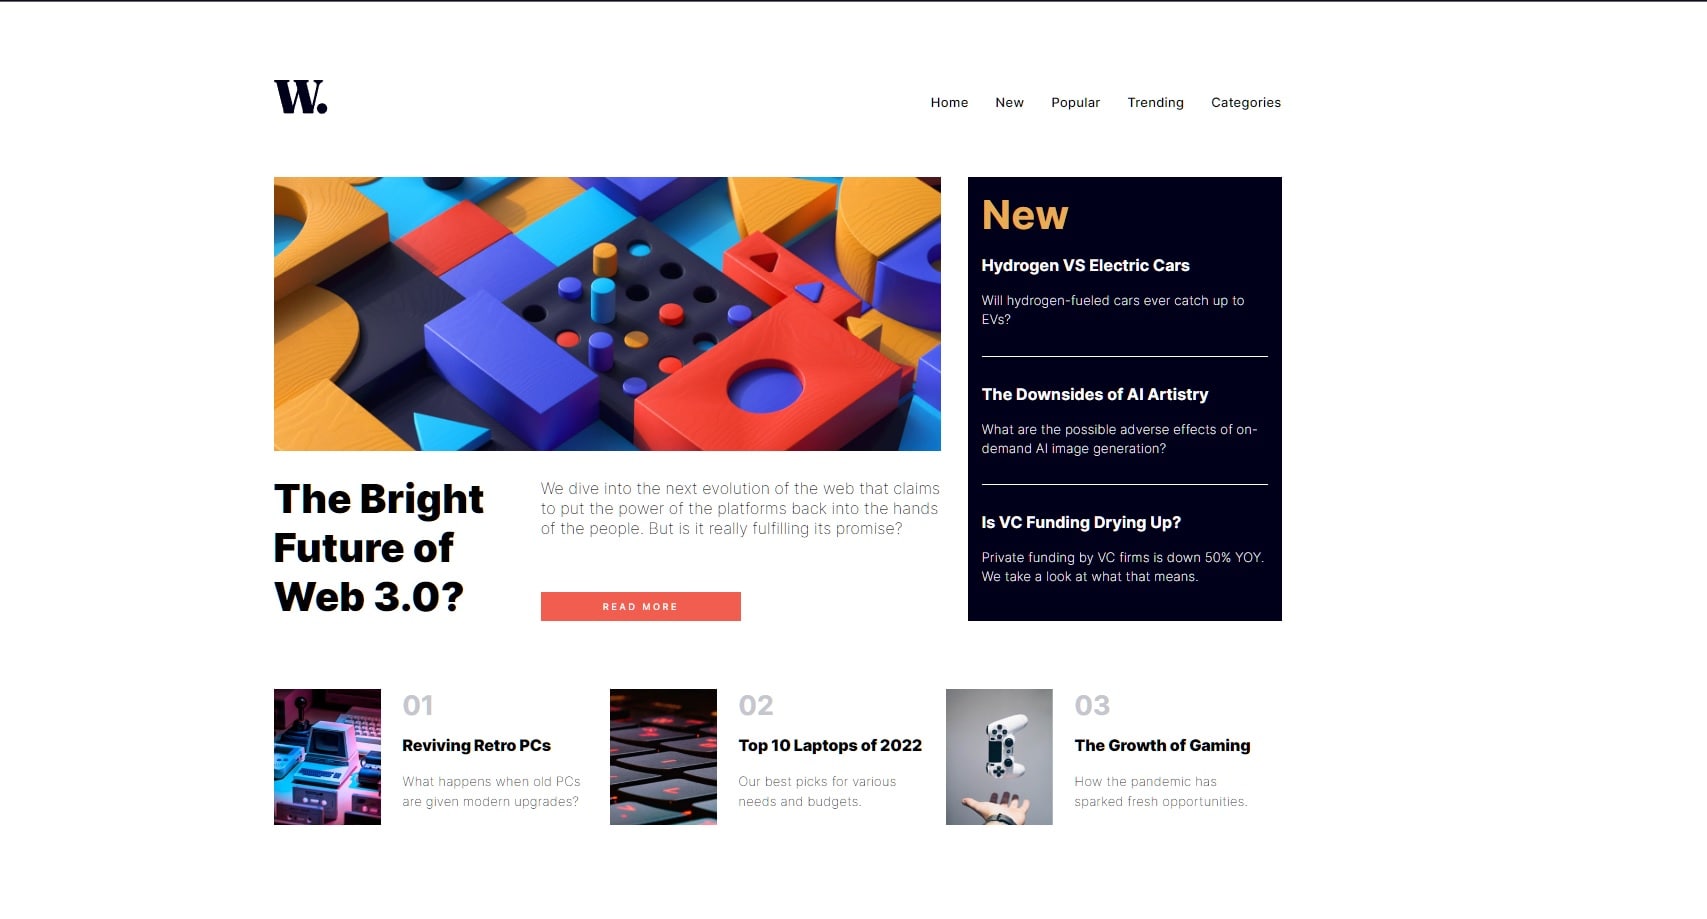 W.
Home New Popular Trending Categories
The Bright
Future of
Web 3.0?
We dive into the next evolution of the web that claims
to put the power of the platforms back into the hands
of the people. But is it really fulfilling its promise?
READ MORE
New
Hydrogen VS Electric Cars
Will hydrogen-fueled cars ever catch up to
EVs?
The Downsides of AI Artistry
What are the possible adverse effects of on-
demand AI image generation?
Is VC Funding Drying Up?
Private funding by VC firms is down 50% YOY.
We take a look at what that means.
01
Reviving Retro PCs
What happens when old PCs
are given modern upgrades?
02
Top 10 Laptops of 2022
Our best picks for various
needs and budgets.
03
The Growth of Gaming
How the pandemic has
sparked fresh opportunities.